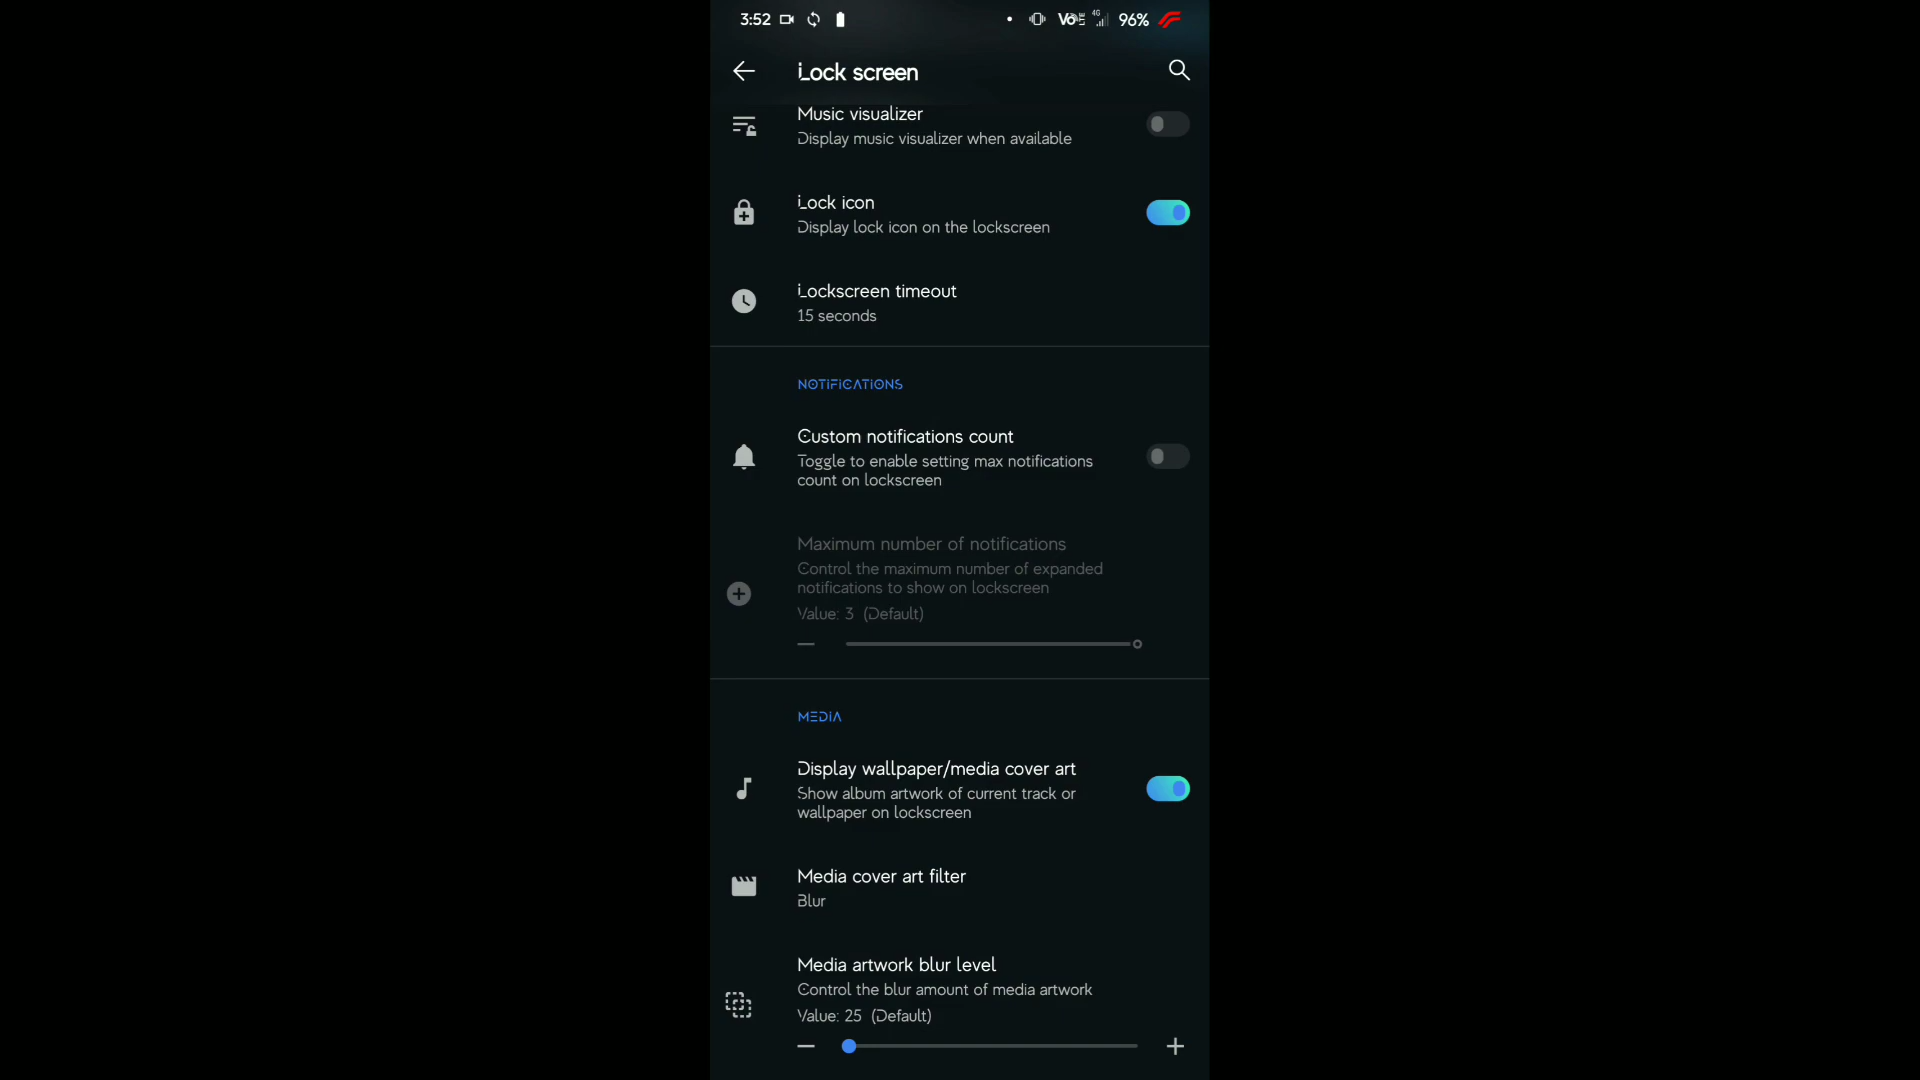 3:52
4G
96%
Lock screen
Music visualizer
Display music visualizer when available
Lock icon
Display lock icon on the lockscreen
Lockscreen timeout
15 seconds
NOTIFICATIONS
Custom notifications count
Toggle to enable setting max notifications
count on lockscreen
Maximum number of notifications
Control the maximum number of expanded
notifications to show on lockscreen
Value: 3 (Default)
MEDIA
Display wallpaper/media cover art
Show album artwork of current track or
wallpaper on lockscreen
Media cover art filter
Blur
Media artwork blur level
Control the blur amount of media artwork
Value: 25 (Default)